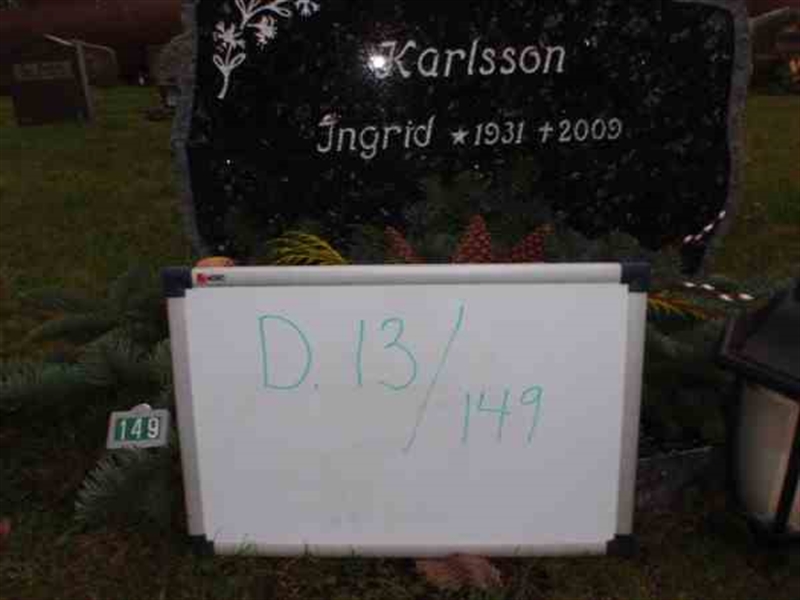 Karlsson
Ingrid ★ 1931 ✝ 2009
D. 13/149
149